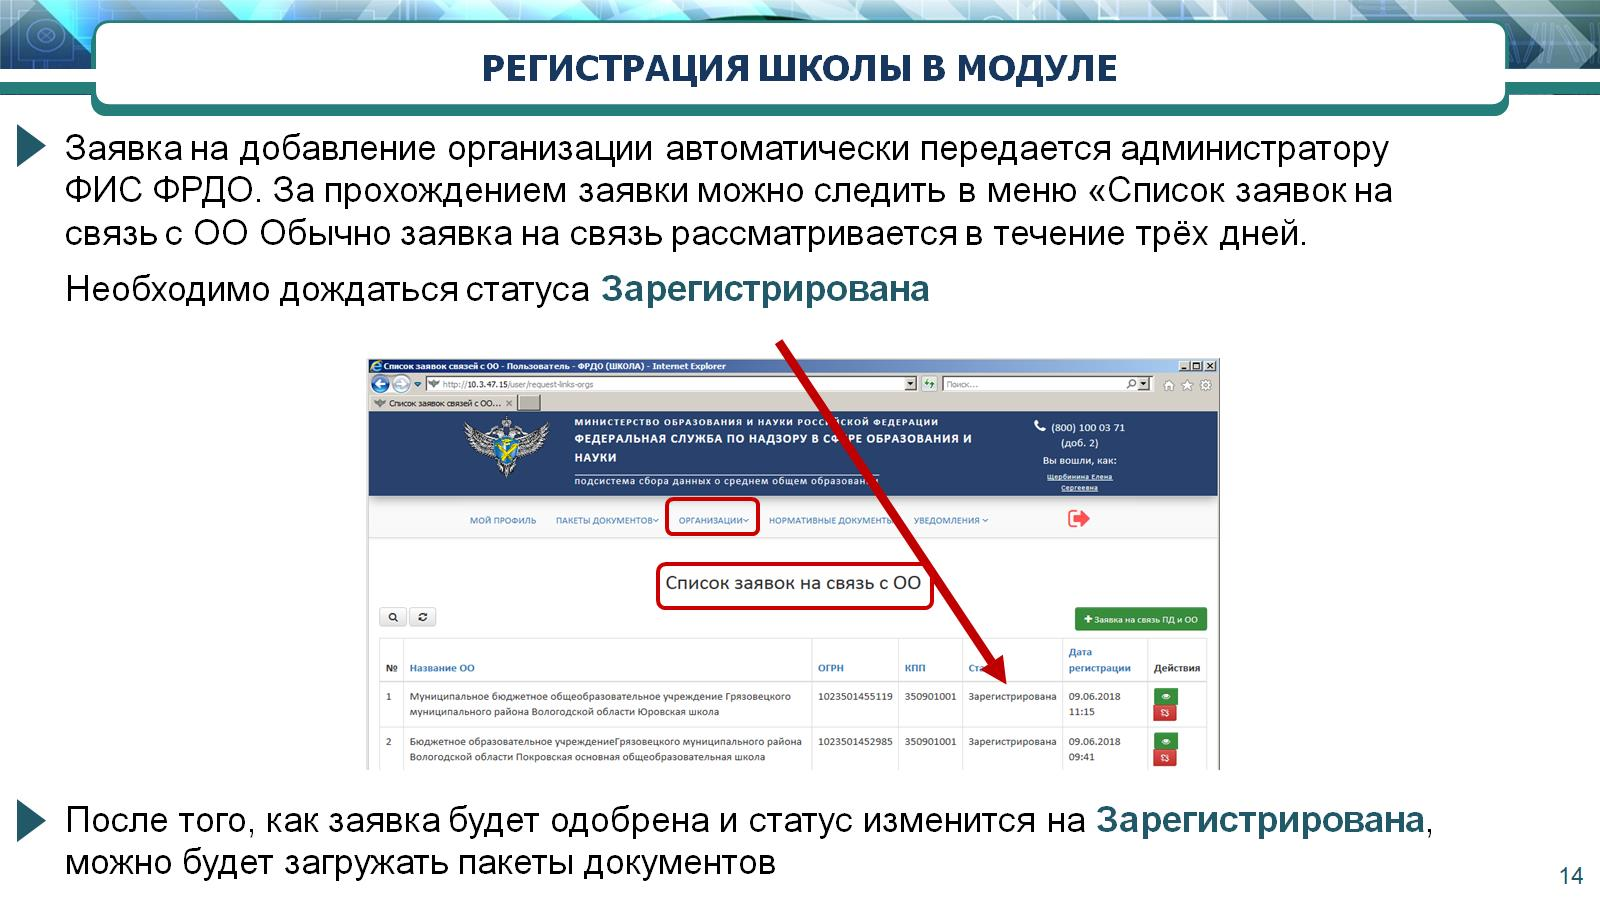 РЕГИСТРАЦИЯ ШКОЛЫ В МОДУЛЕ
Заявка на добавление организации автоматически передается администратору
ФИС ФРДО. За прохождением заявки можно следить в меню «Список заявок на
связь с ОО Обычно заявка на связь рассматривается в течение трёх дней.
Необходимо дождаться статуса Зарегистрирована
Список заявок связей с ОО - Пользователь - ФРДО (ШКОЛА) - Internet Explorer
http://10.3.47.15/user/request-links-orgs
Поиск...
Список заявок связей с ОО...
МИНИСТЕРСТВО ОБРАЗОВАНИЯ И НАУКИ РОССИЙСКОЙ ФЕДЕРАЦИИ
ФЕДЕРАЛЬНАЯ СЛУЖБА ПО НАДЗОРУ В СФЕРЕ ОБРАЗОВАНИЯ И
НАУКИ
подсистема сбора данных о среднем общем образовании
(800) 100 03 71
(доб. 2)
Вы вошли, как:
Щербинина Елена
Сергеевна
МОЙ ПРОФИЛЬ ПАКЕТЫ ДОКУМЕНТОВ ОРГАНИЗАЦИИ НОРМАТИВНЫЕ ДОКУМЕНТЫ УВЕДОМЛЕНИЯ
Список заявок на связь с ОО
Заявка на связь ПД и ОО
№ Название ОО ОГРН КПП Дата регистрации Действия
1 Муниципальное бюджетное общеобразовательное учреждение Грязовецкого 1023501455119 350901001 Зарегистрирована 09.06.2018
муниципального района Вологодской области Юровская школа 11:15
2 Бюджетное образовательное учреждениеГрязовецкого муниципального района 1023501452985 350901001 Зарегистрирована 09.06.2018
Вологодской области Покровская основная общеобразовательная школа 09:41
После того, как заявка будет одобрена и статус изменится на Зарегистрирована,
можно будет загружать пакеты документов
14